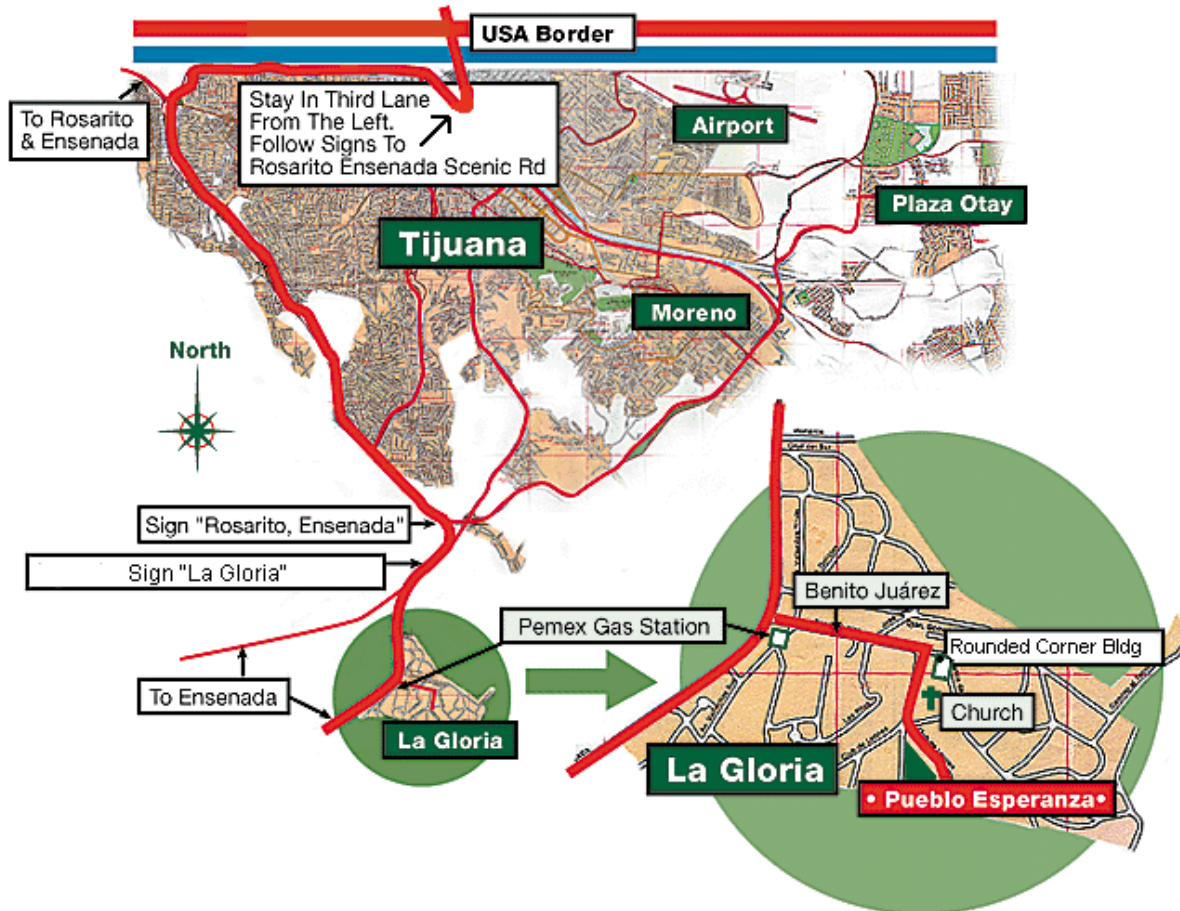 USA Border
To Rosarito
& Ensenada
Stay In Third Lane
From The Left.
Follow Signs To
Rosarito Ensenada Scenic Rd
Airport
Plaza Otay
Tijuana
Moreno
North
Sign "Rosarito, Ensenada"
Sign "La Gloria"
To Ensenada
La Gloria
Pemex Gas Station
Benito Juárez
Rounded Corner Bldg
Church
La Gloria
• Pueblo Esperanza•